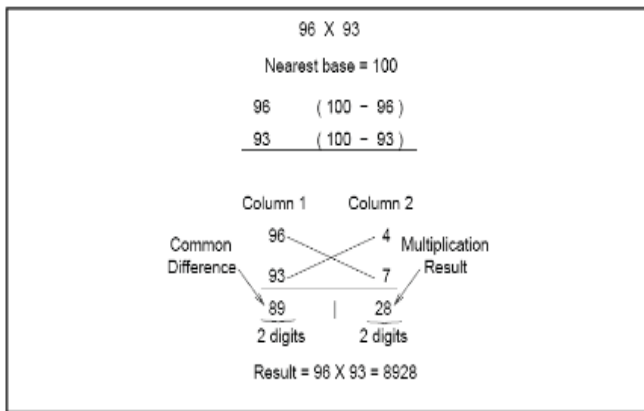 96 X 93
Nearest base = 100
96 ( 100 - 96 )
93 ( 100 - 93 )
Column 1 Column 2
96 4
Common Difference
Multiplication Result
93 7
89 | 28
2 digits 2 digits
Result = 96 X 93 = 8928